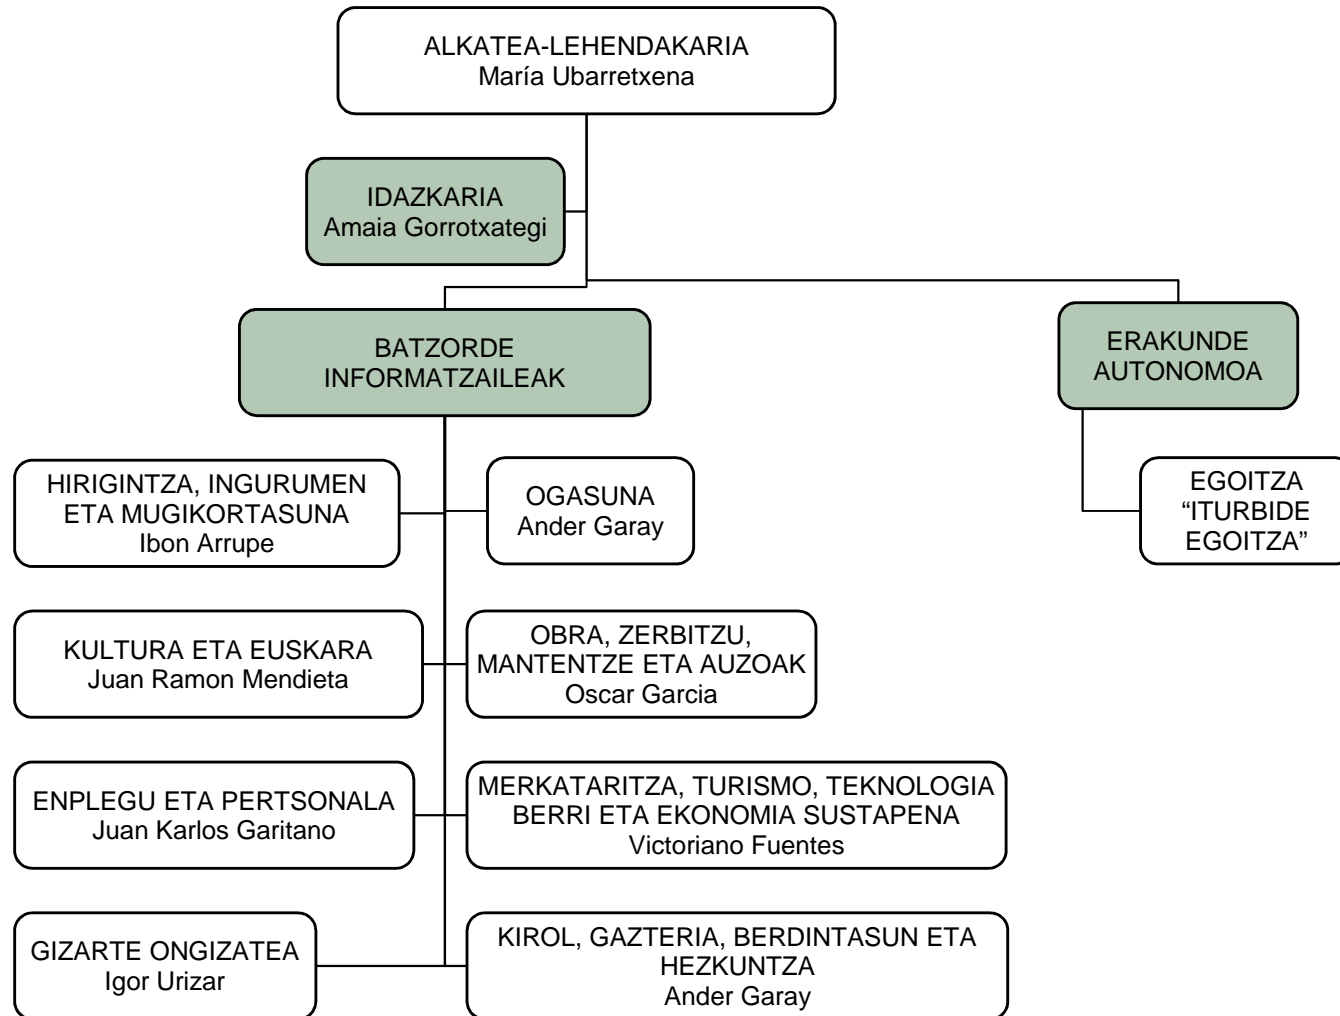 ALKATEA-LEHENDAKARIA
María Ubarretxena
IDAZKARIA
Amaia Gorrotxategi
BATZORDE
INFORMATZAILEAK
ERAKUNDE
AUTONOMOA
HIRIGINTZA, INGURUMEN
ETA MUGIKORTASUNA
Ibon Arrupe
OGASUNA
Ander Garay
EGOITZA
“ITURBIDE
EGOITZA”
KULTURA ETA EUSKARA
Juan Ramon Mendieta
OBRA, ZERBITZU,
MANTENTZE ETA AUZOAK
Oscar Garcia
ENPLEGU ETA PERTSONALA
Juan Karlos Garitano
MERKATARITZA, TURISMO, TEKNOLOGIA
BERRI ETA EKONOMIA SUSTAPENA
Victoriano Fuentes
GIZARTE ONGIZATEA
Igor Urizar
KIROL, GAZTERIA, BERDINTASUN ETA
HEZKUNTZA
Ander Garay